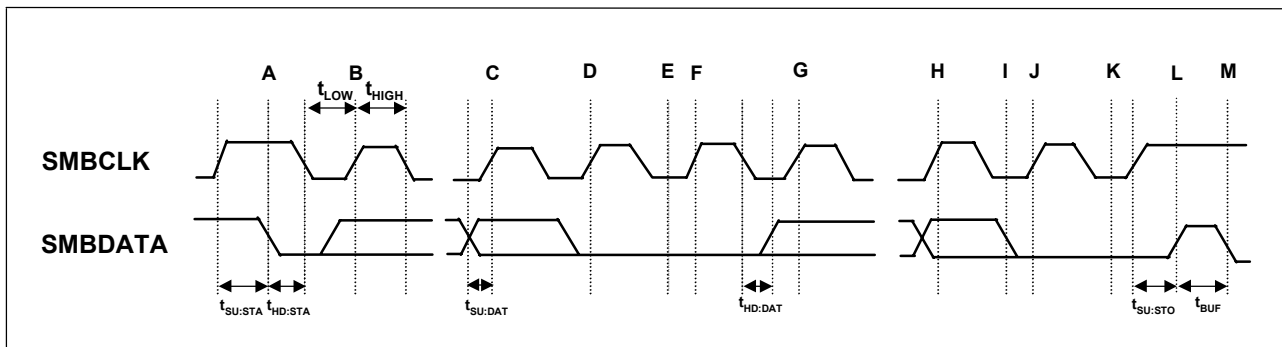 A B C D E F G H I J K L M
tLOW tHIGH
SMBCLK
SMBDATA
tSU:STA tHD:STA tSU:DAT tHD:DAT tSU:STO tBUF